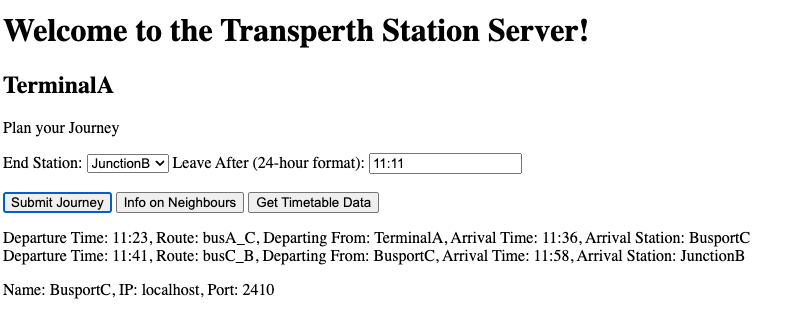 Welcome to the Transperth Station Server!
TerminalA
Plan your Journey
End Station: JunctionB Leave After (24-hour format): 11:11
Submit Journey Info on Neighbours Get Timetable Data
Departure Time: 11:23, Route: busA_C, Departing From: TerminalA, Arrival Time: 11:36, Arrival Station: BusportC
Departure Time: 11:41, Route: busC_B, Departing From: BusportC, Arrival Time: 11:58, Arrival Station: JunctionB
Name: BusportC, IP: localhost, Port: 2410